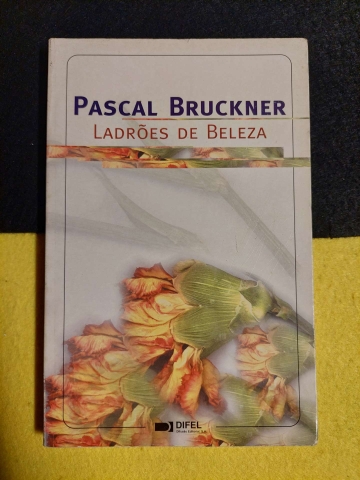 PASCAL BRUCKNER
LADRÕES DE BELEZA
DIFEL